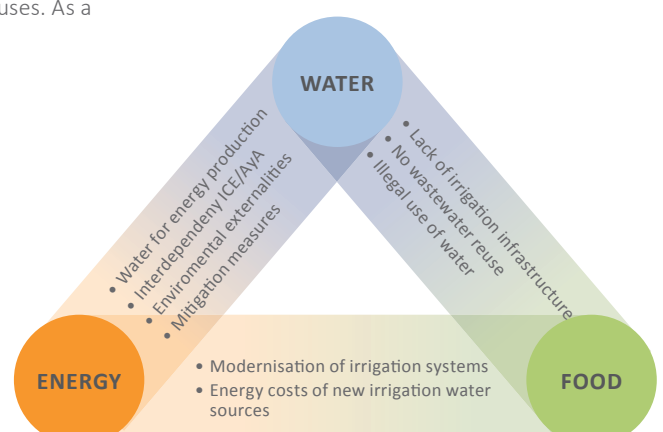 uses. As a
WATER
• Water for energy production
• Interdependeny ICE/AyA
• Enviromental externalities
• Mitigation measures
• Lack of irrigation infrastructure
• No wastewater reuse
• Illegal use of water
ENERGY
• Modernisation of irrigation systems
• Energy costs of new irrigation water
sources
FOOD